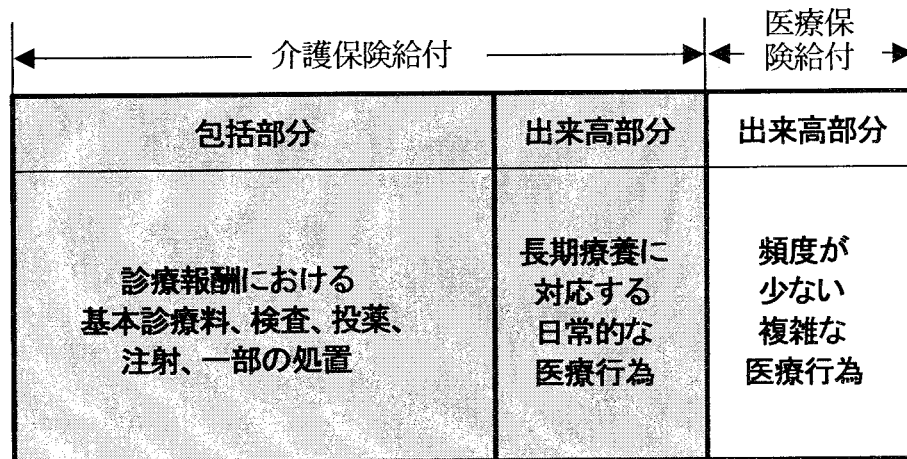 介護保険給付
医療保
険給付
包括部分
出来高部分
出来高部分
診療報酬における
基本診療料、検査、投薬、
注射、一部の処置
長期療養に
対応する
日常的な
医療行為
頻度が
少ない
複雑な
医療行為